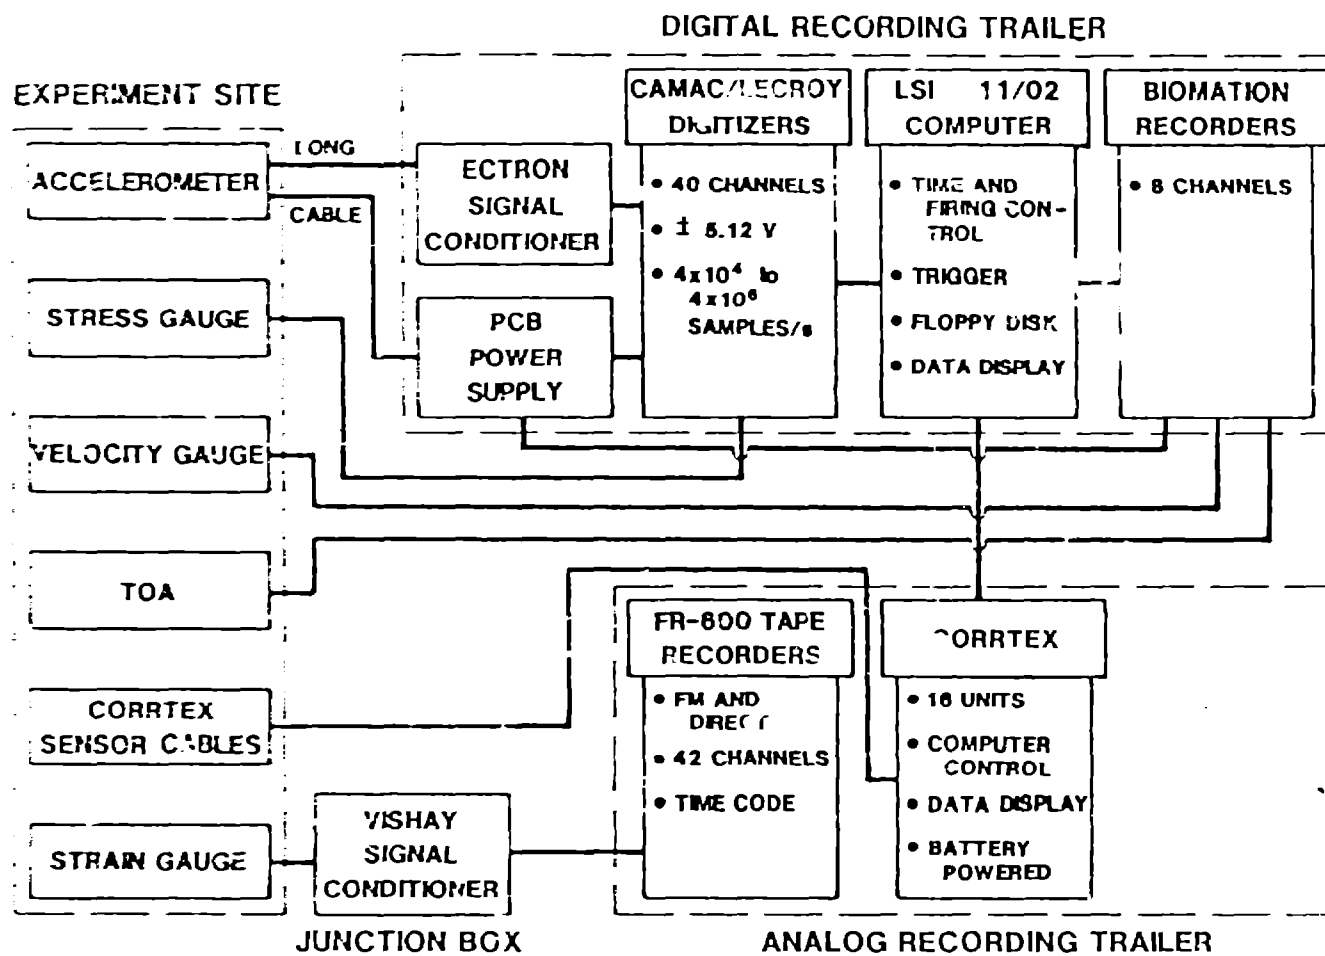 DIGITAL RECORDING TRAILER
EXPERIMENT SITE
ACCELEROMETER
LONG
CABLE
STRESS GAUGE
VELOCITY GAUGE
TOA
CORRTEX
SENSOR CABLES
STRAIN GAUGE
ECTRON
SIGNAL
CONDITIONER
PCB
POWER
SUPPLY
CAMAC/LECROY
DIGITIZERS
• 40 CHANNELS
• ± 5.12 V
• 4x10⁴ to
4x10⁶
SAMPLES/s
LSI 11/02
COMPUTER
• TIME AND
FIRING CON-
TROL
• TRIGGER
• FLOPPY DISK
• DATA DISPLAY
BIOMATION
RECORDERS
• 8 CHANNELS
VISHAY
SIGNAL
CONDITIONER
JUNCTION BOX
FR-600 TAPE
RECORDERS
• FM AND
DIRECT
• 42 CHANNELS
• TIME CODE
CORRTEX
• 16 UNITS
• COMPUTER
CONTROL
• DATA DISPLAY
• BATTERY
POWERED
ANALOG RECORDING TRAILER